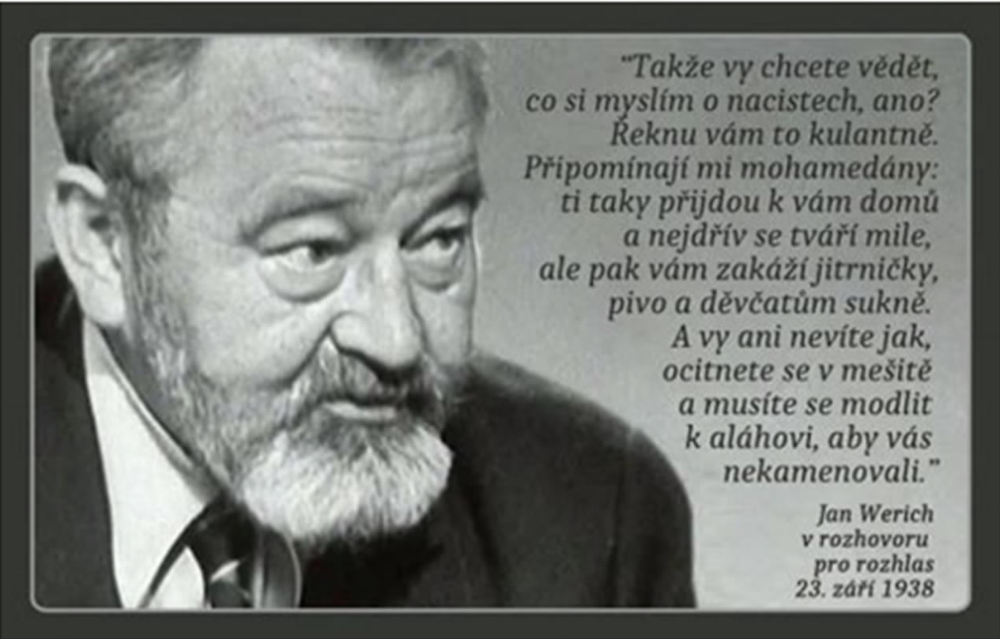 "Takže vy chcete vědět,
co si myslím o nacistech, ano?
Řeknu vám to kulantně.
Připomínají mi mohamedány:
ti taky přijdou k vám domů
a nejdřív se tváří mile,
ale pak vám zakáží jitrničky,
pivo a děvčatům sukně.
A vy ani nevíte jak,
ocitnete se v mešitě
a musíte se modlit
k aláhovi, aby vás
nekamenovali."
Jan Werich
v rozhovoru
pro rozhlas
23. září 1938